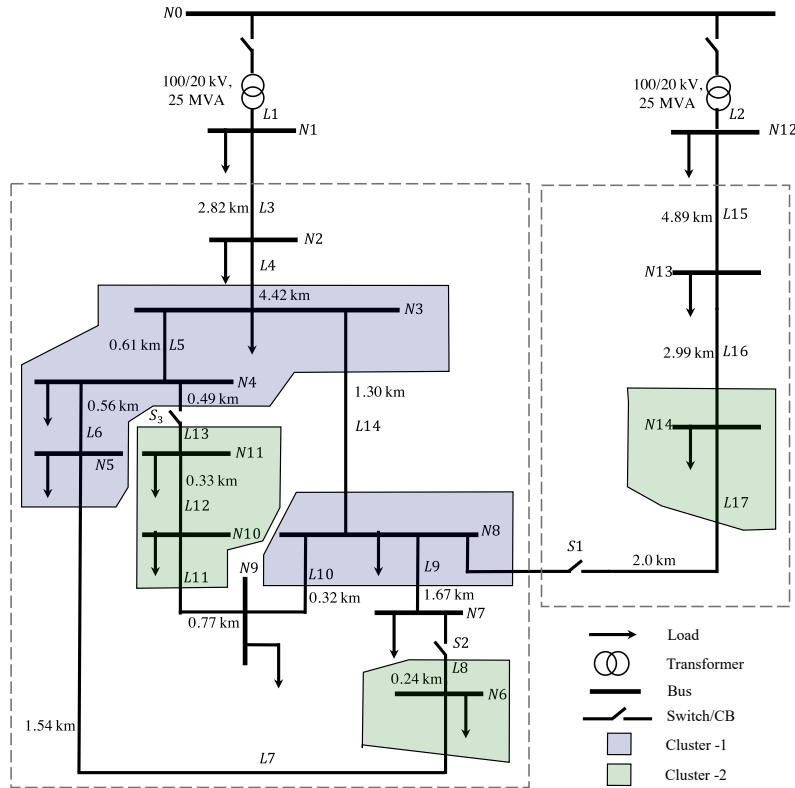 N0
100/20 kV,
25 MVA
L1
N1
100/20 kV,
25 MVA
L2
N12
2.82 km
L3
4.89 km
L15
N2
L4
N13
4.42 km
N3
0.61 km
L5
2.99 km
L16
N4
1.30 km
0.56 km
0.49 km
S3
L14
N14
L6
L13
N5
N11
0.33 km
L12
L17
N10
N8
S1
N9
L11
L10
L9
2.0 km
0.32 km
1.67 km
0.77 km
N7
S2
L8
0.24 km
N6
1.54 km
L7
Load
Transformer
Bus
Switch/CB
Cluster -1
Cluster -2